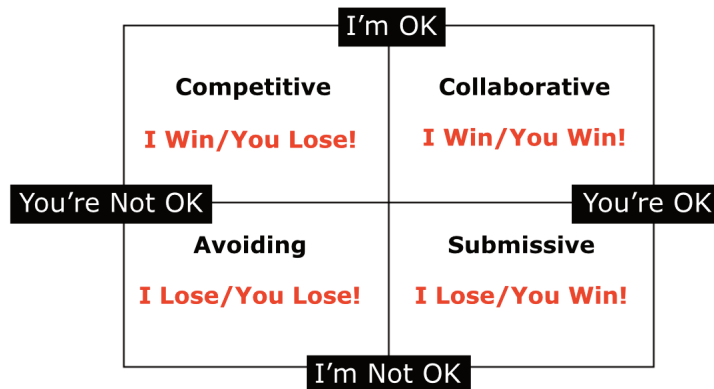 I'm OK
Competitive
Collaborative
I Win/You Lose!
I Win/You Win!
You're Not OK
You're OK
Avoiding
Submissive
I Lose/You Lose!
I Lose/You Win!
I'm Not OK